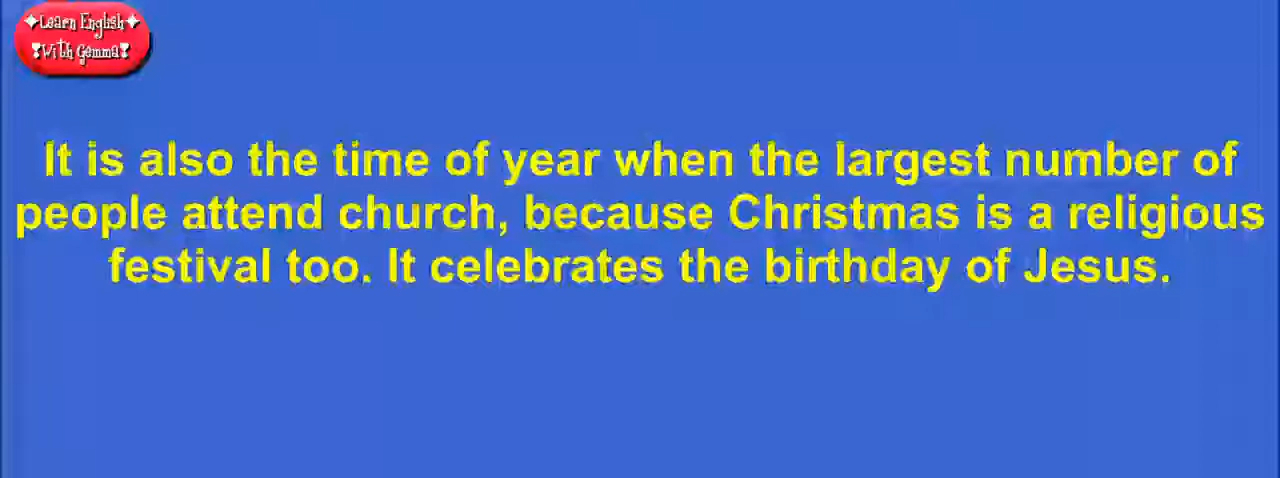 Learn English
With Gemma
It is also the time of year when the largest number of
people attend church, because Christmas is a religious
festival too. It celebrates the birthday of Jesus.